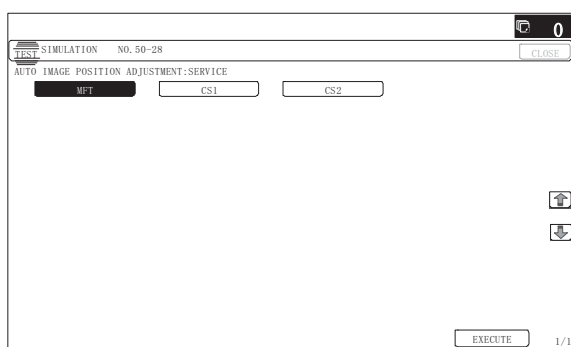 0
TEST SIMULATION NO.50-28 CLOSE
AUTO IMAGE POSITION ADJUSTMENT:SERVICE
MFT CS1 CS2
EXECUTE 1/1